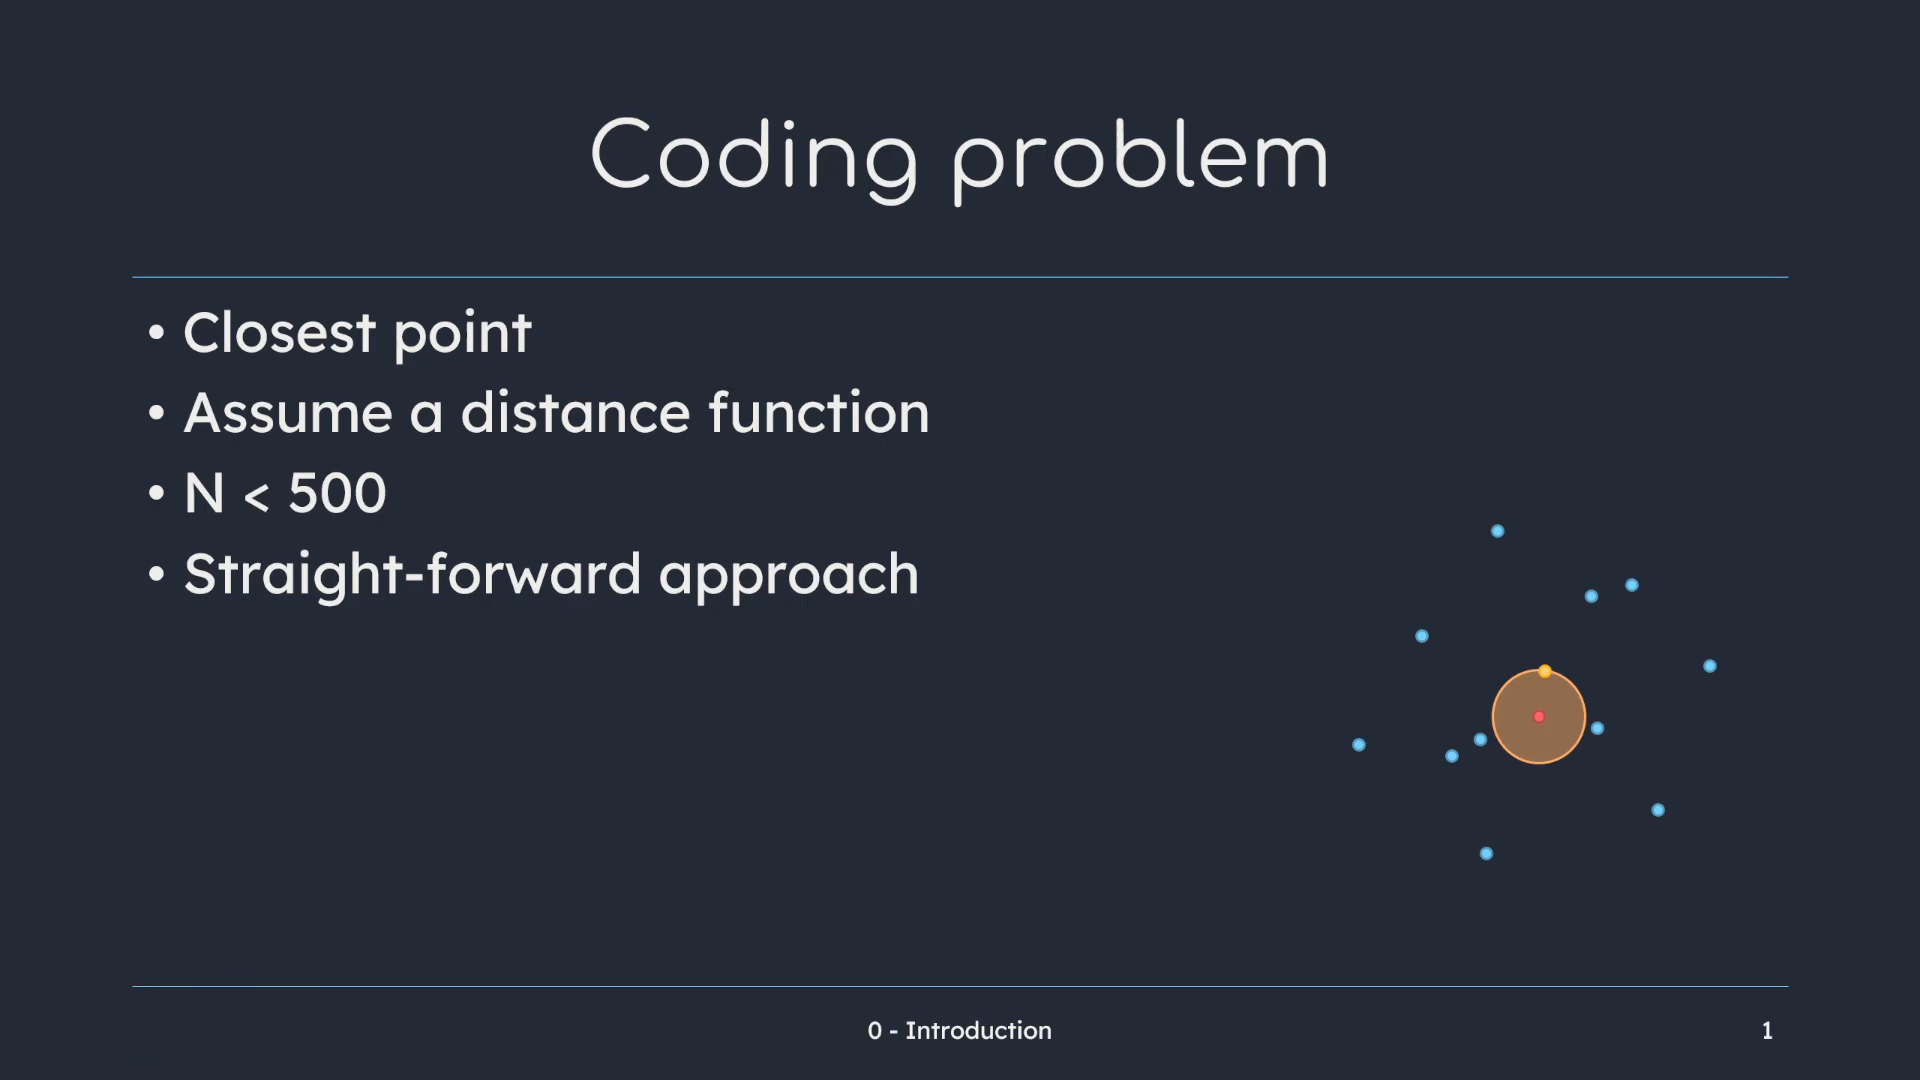 Coding problem
• Closest point
• Assume a distance function
• N < 500
• Straight-forward approach
0 - Introduction
1